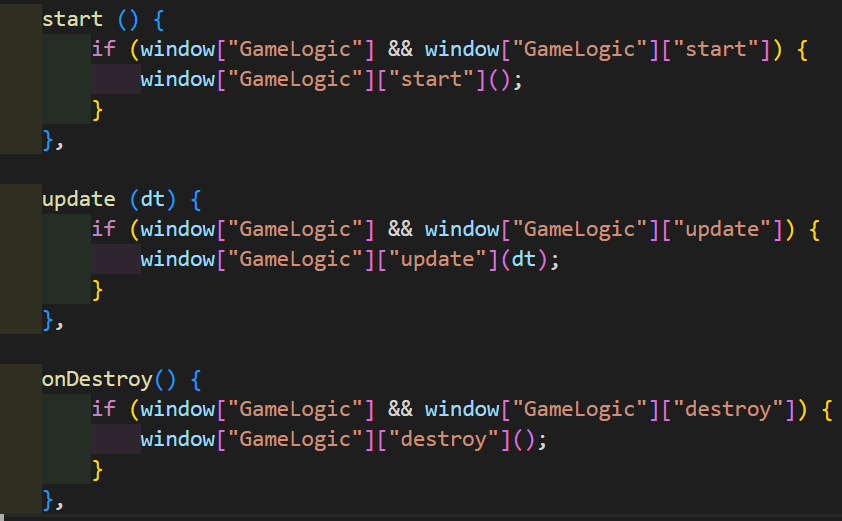 start () {
if (window["GameLogic"] && window["GameLogic"]["start"]) {
window["GameLogic"]["start"]();
}
},
update (dt) {
if (window["GameLogic"] && window["GameLogic"]["update"]) {
window["GameLogic"]["update"](dt);
}
},
onDestroy() {
if (window["GameLogic"] && window["GameLogic"]["destroy"]) {
window["GameLogic"]["destroy"]();
}
},